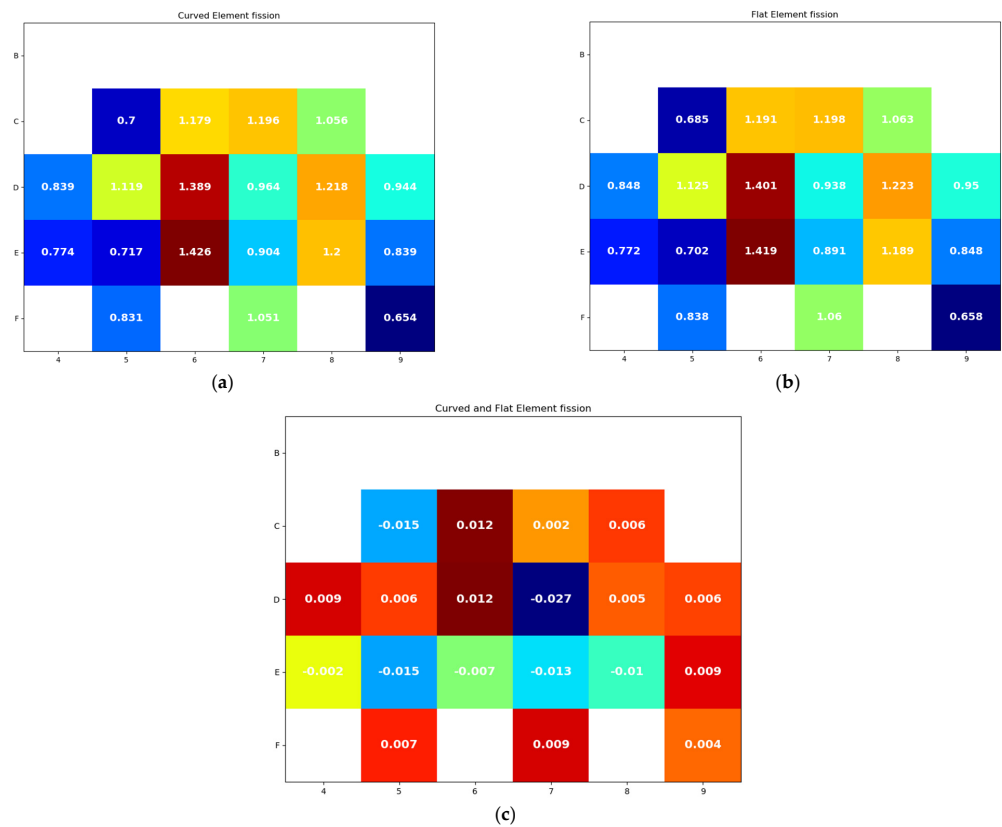 Curved Element fission
B
C 0.7 1.179 1.196 1.056
D 0.839 1.119 1.389 0.964 1.218 0.944
E 0.774 0.717 1.426 0.904 1.2 0.839
F 0.831 1.051 0.654
4 5 6 7 8 9
(a)
Flat Element fission
B
C 0.685 1.191 1.198 1.063
D 0.848 1.125 1.401 0.938 1.223 0.95
E 0.772 0.702 1.419 0.891 1.189 0.848
F 0.838 1.06 0.658
4 5 6 7 8 9
(b)
Curved and Flat Element fission
B
C -0.015 0.012 0.002 0.006
D 0.009 0.006 0.012 -0.027 0.005 0.006
E -0.002 -0.015 -0.007 -0.013 -0.01 0.009
F 0.007 0.009 0.004
4 5 6 7 8 9
(c)